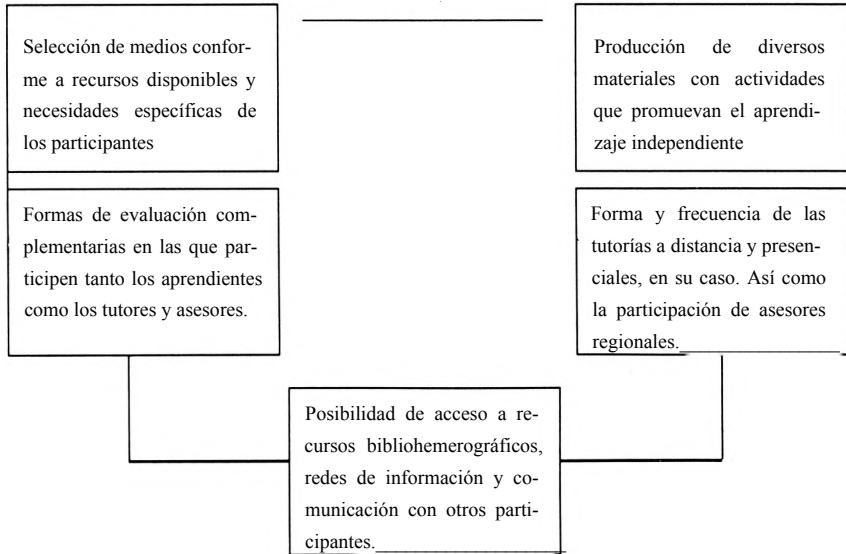 Selección de medios confor-
me a recursos disponibles y
necesidades específicas de
los participantes
Producción de diversos
materiales con actividades
que promuevan el aprendi-
zaje independiente
Formas de evaluación com-
plementarias en las que par-
ticipen tanto los aprendientes
como los tutores y asesores.
Forma y frecuencia de las
tutorías a distancia y presen-
ciales, en su caso. Así como
la participación de asesores
regionales.
Posibilidad de acceso a re-
cursos bibliohemerográficos,
redes de información y co-
municación con otros parti-
cipantes.